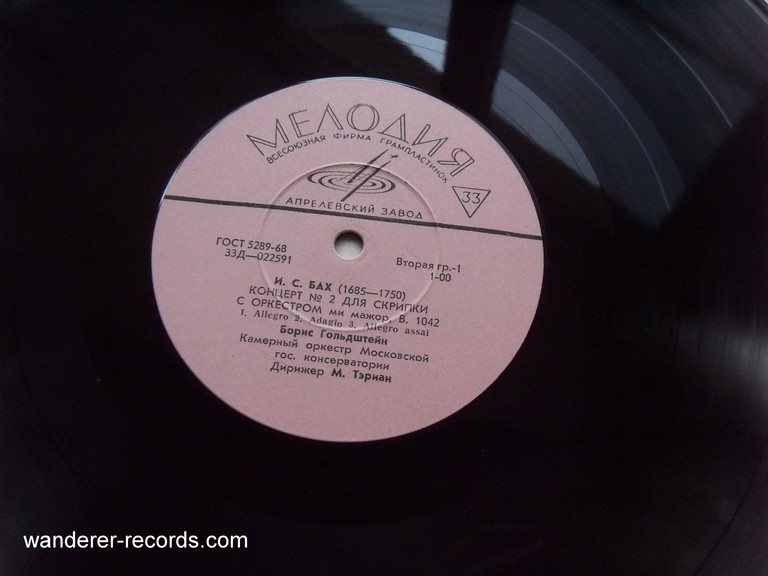 МЕЛОДИЯ
ВСЕСОЮЗНАЯ ФИРМА ГРАМПЛАСТИНОК
33
АПРЕЛЕВСКИЙ ЗАВОД
ГОСТ 5289-68
33Д—022591
Вторая гр.-1
1-00
И. С. БАХ (1685—1750)
КОНЦЕРТ № 2 ДЛЯ СКРИПКИ
С ОРКЕСТРОМ ми мажор, В. 1042
1. Allegro 2. Adagio 3. Allegro assai
Борис Гольдштейн
Камерный оркестр Московской
гос. консерватории
Дирижер М. Тэриан
wanderer-records.com